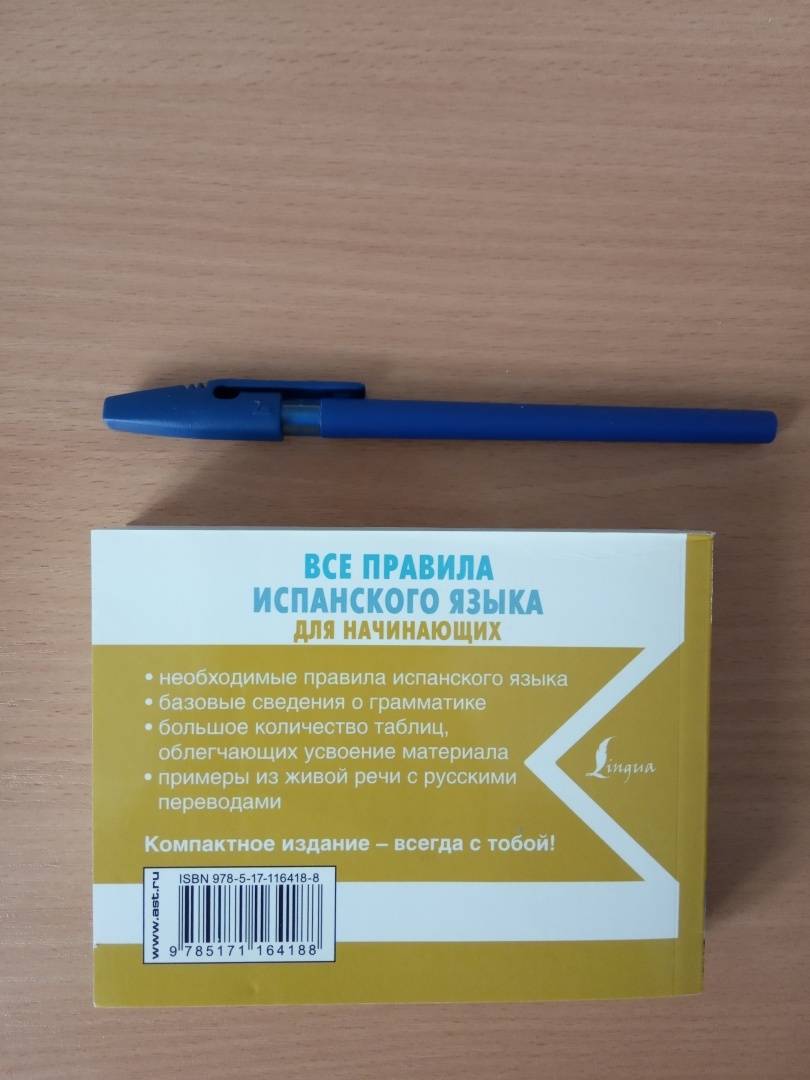 ВСЕ ПРАВИЛА
ИСПАНСКОГО ЯЗЫКА
ДЛЯ НАЧИНАЮЩИХ
• необходимые правила испанского языка
• базовые сведения о грамматике
• большое количество таблиц,
облегчающих усвоение материала
• примеры из живой речи с русскими
переводами
Lingua
Компактное издание – всегда с тобой!
www.ast.ru
ISBN 978-5-17-116418-8
9 785171 164188